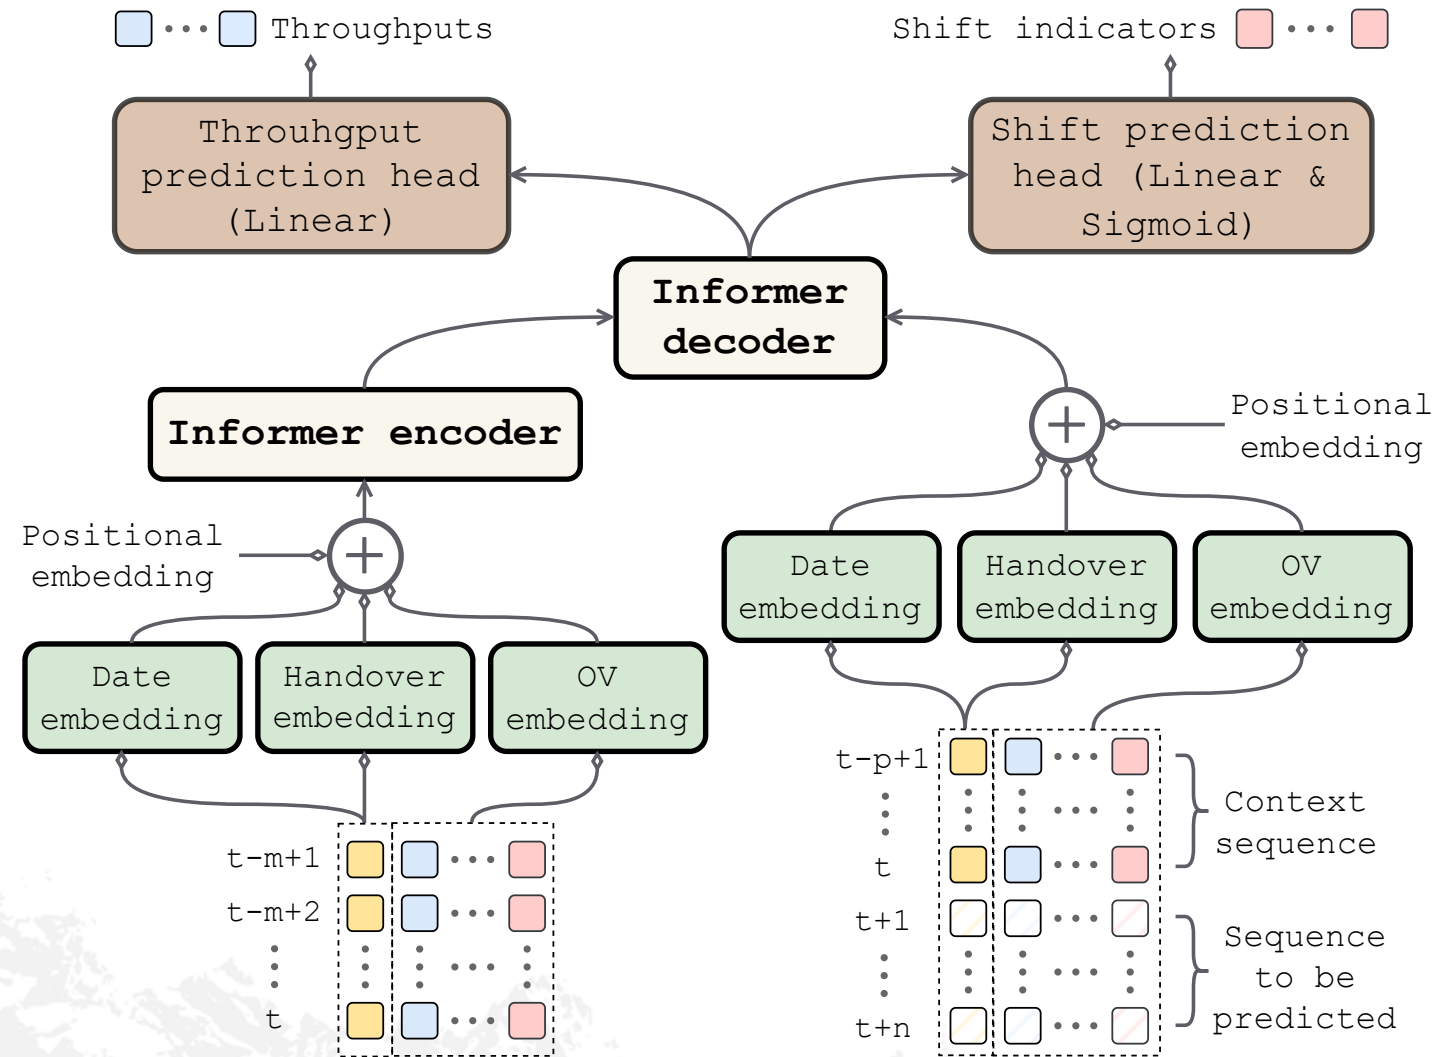 Throughputs
Shift indicators
Throuhgput
prediction head
(Linear)
Shift prediction
head (Linear &
Sigmoid)
Informer
decoder
Informer encoder
Positional
embedding
Positional
embedding
Date
embedding
Handover
embedding
OV
embedding
Date
embedding
Handover
embedding
OV
embedding
t-p+1
t
t+1
t+n
Context
sequence
Sequence
to be
predicted
t-m+1
t-m+2
t